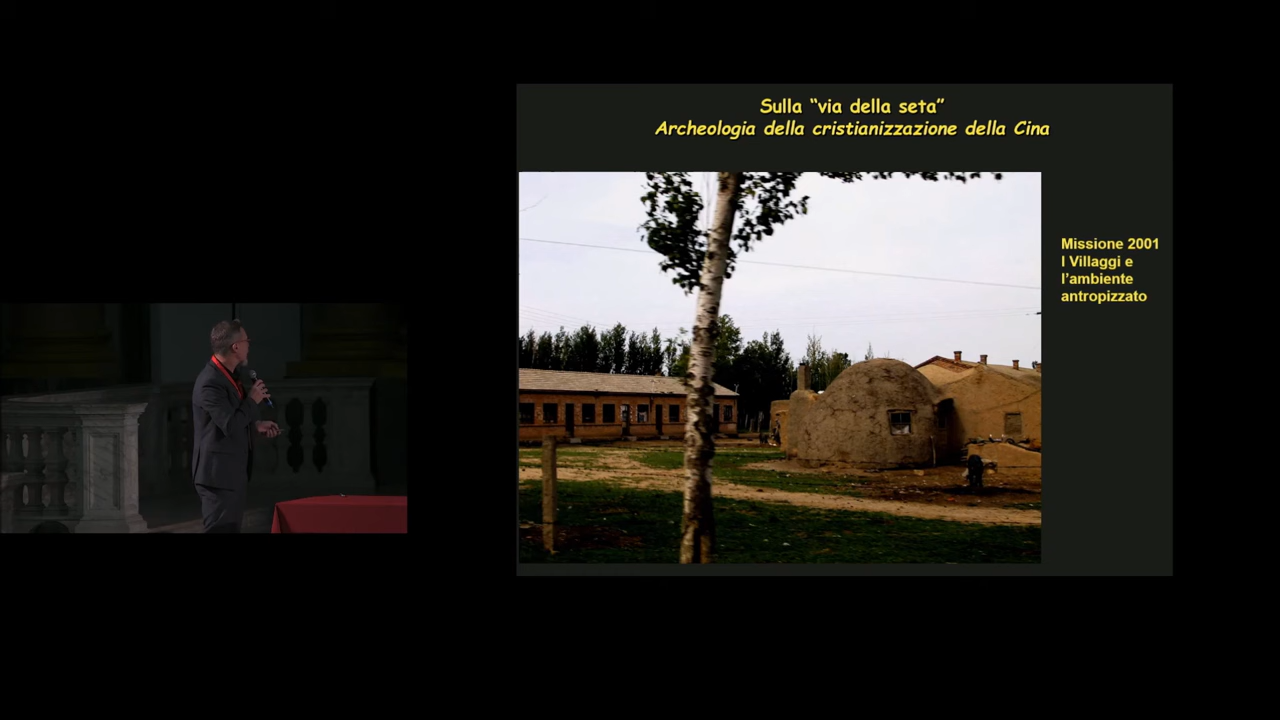 Sulla “via della seta”
Archeologia della cristianizzazione della Cina
Missione 2001
I Villaggi e
l’ambiente
antropizzato